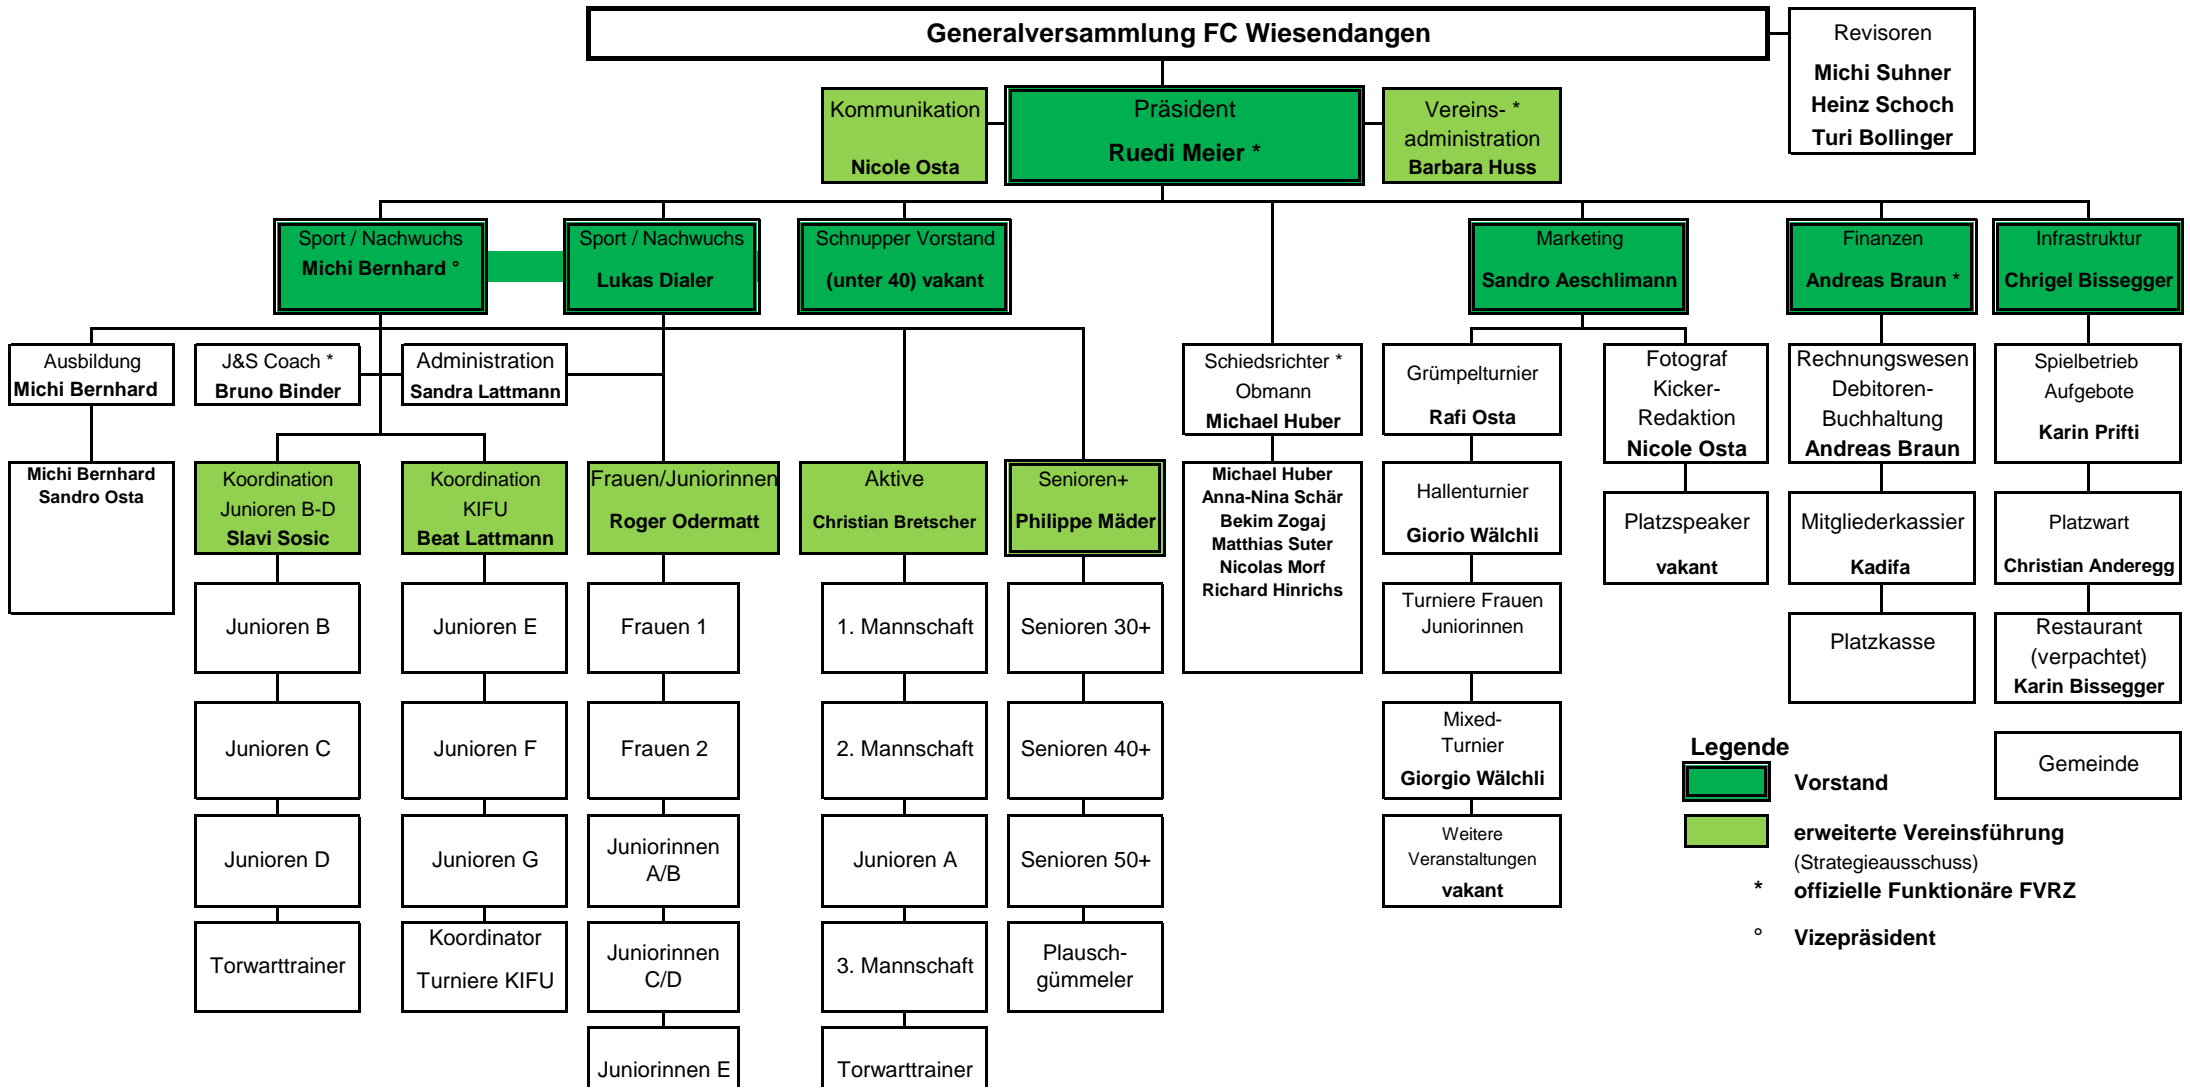 Generalversammlung FC Wiesendangen
Revisoren
Michi Suhner
Heinz Schoch
Turi Bollinger
Kommunikation
Nicole Osta
Präsident
Ruedi Meier *
Vereins- *
administration
Barbara Huss
Sport / Nachwuchs
Michi Bernhard °
Sport / Nachwuchs
Lukas Dialer
Schnupper Vorstand
(unter 40) vakant
Marketing
Sandro Aeschlimann
Finanzen
Andreas Braun *
Infrastruktur
Chrigel Bissegger
Ausbildung
Michi Bernhard
J&S Coach *
Bruno Binder
Administration
Sandra Lattmann
Schiedsrichter *
Obmann
Michael Huber
Grümpelturnier
Rafi Osta
Fotograf
Kicker-
Redaktion
Nicole Osta
Rechnungswesen
Debitoren-
Buchhaltung
Andreas Braun
Spielbetrieb
Aufgebote
Karin Prifti
Michi Bernhard
Sandro Osta
Koordination
Junioren B-D
Slavi Sosic
Koordination
KIFU
Beat Lattmann
Frauen/Juniorinnen
Roger Odermatt
Aktive
Christian Bretscher
Senioren+
Philippe Mäder
Michael Huber
Anna-Nina Schär
Bekim Zogaj
Matthias Suter
Nicolas Morf
Richard Hinrichs
Hallenturnier
Giorio Wälchli
Platzspeaker
vakant
Mitgliederkassier
Kadifa
Platzwart
Christian Anderegg
Junioren B
Junioren E
Frauen 1
1. Mannschaft
Senioren 30+
Turniere Frauen
Juniorinnen
Platzkasse
Restaurant
(verpachtet)
Karin Bissegger
Junioren C
Junioren F
Frauen 2
2. Mannschaft
Senioren 40+
Mixed-
Turnier
Giorgio Wälchli
Gemeinde
Junioren D
Junioren G
Juniorinnen
A/B
Junioren A
Senioren 50+
Weitere
Veranstaltungen
vakant
Torwarttrainer
Koordinator
Turniere KIFU
Juniorinnen
C/D
3. Mannschaft
Plausch-
gümmeler
Juniorinnen E
Torwarttrainer
Legende
Vorstand
erweiterte Vereinsführung
(Strategieausschuss)
* offizielle Funktionäre FVRZ
° Vizepräsident